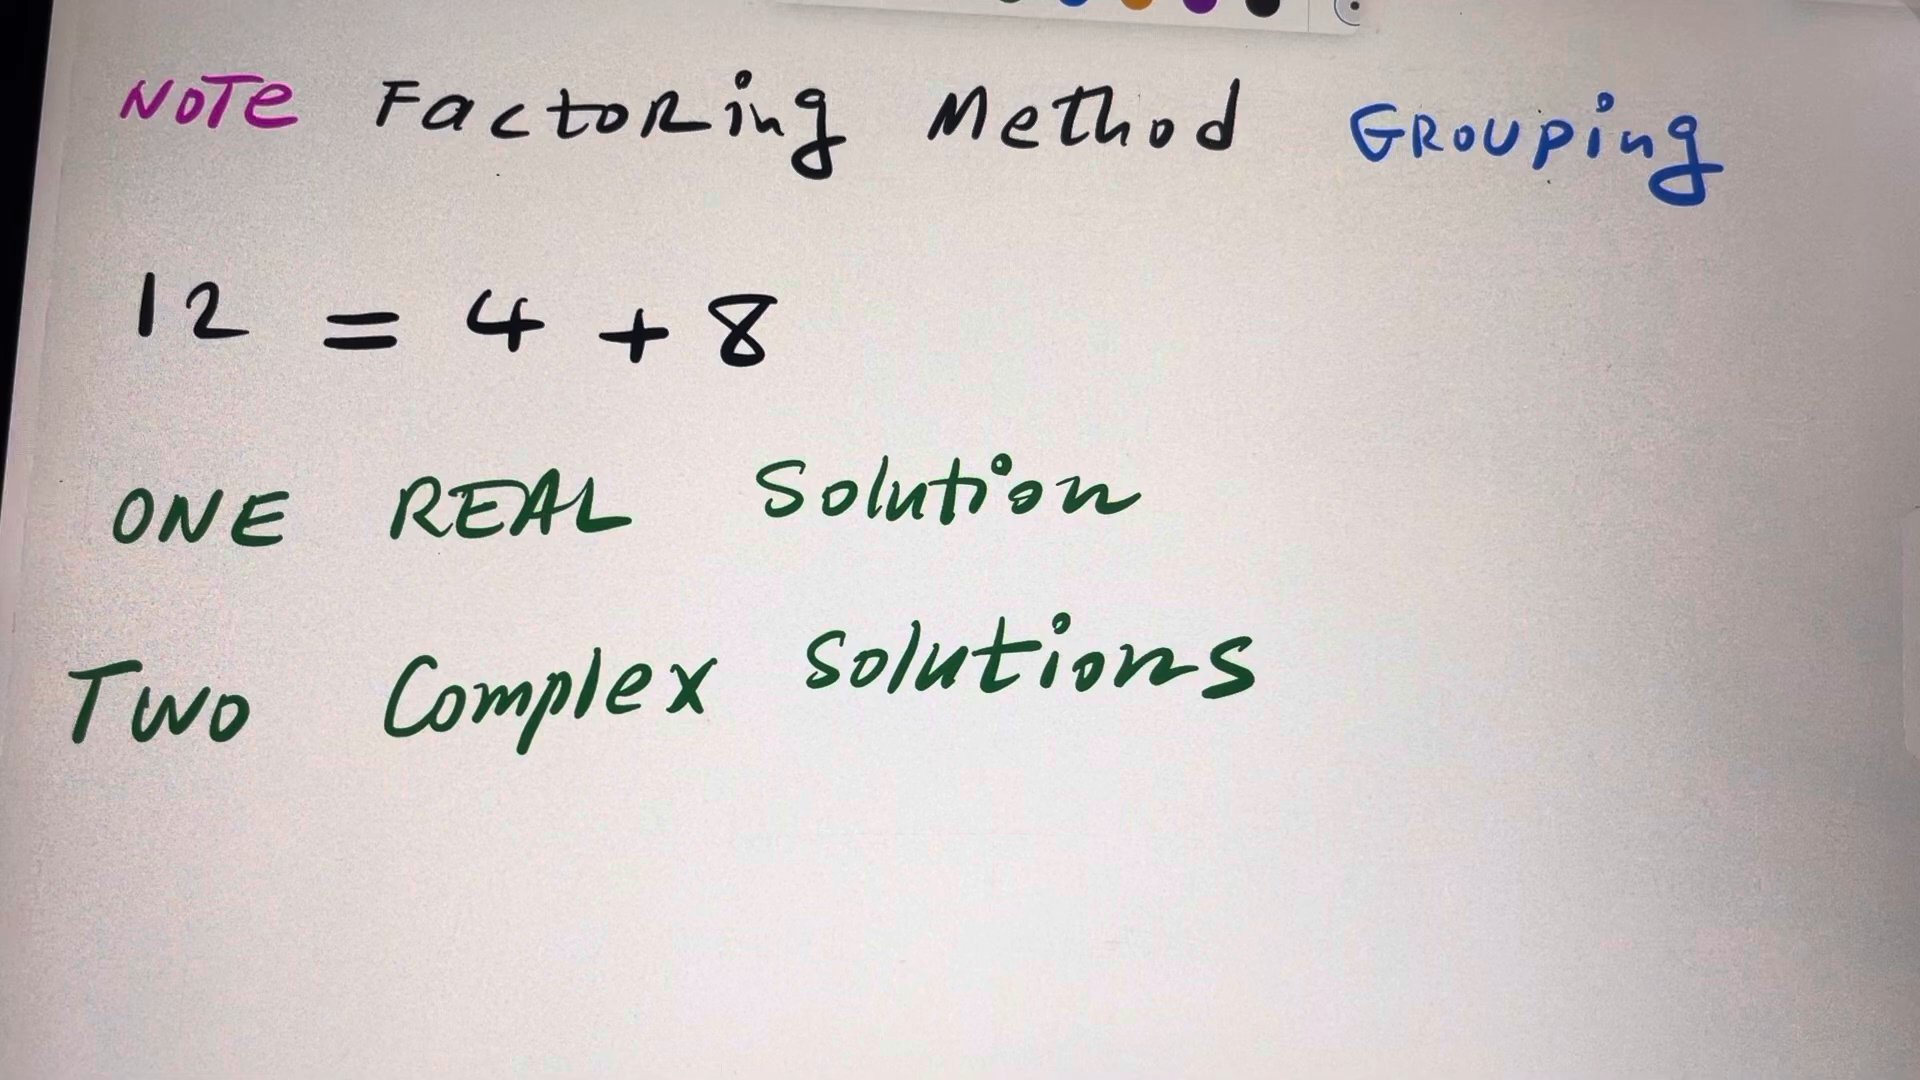 NOTE Factoring Method Grouping
12 = 4 + 8
ONE REAL Solution
Two Complex Solutions